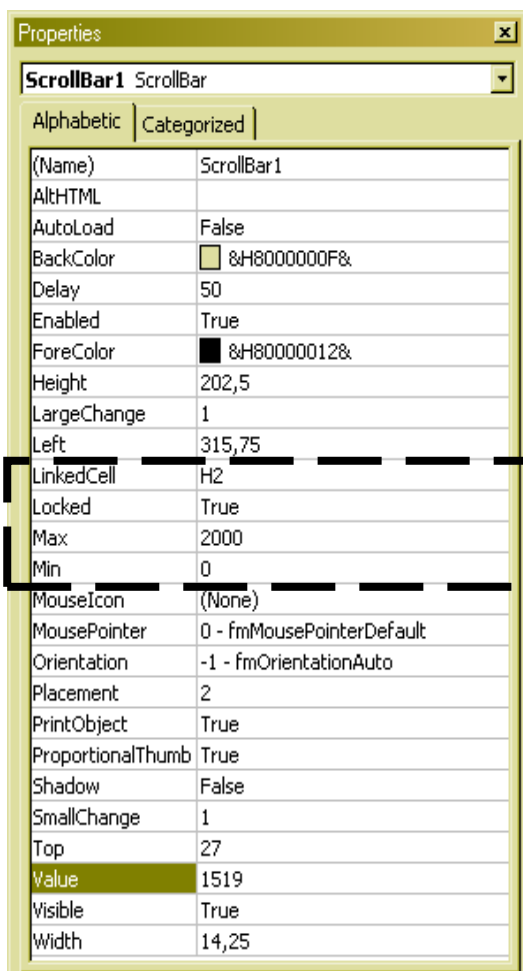 Properties
ScrollBar1 ScrollBar
Alphabetic Categorized
(Name) ScrollBar1
AltHTML
AutoLoad False
BackColor &H8000000F&
Delay 50
Enabled True
ForeColor &H80000012&
Height 202,5
LargeChange 1
Left 315,75
LinkedCell H2
Locked True
Max 2000
Min 0
MouseIcon (None)
MousePointer 0 - fmMousePointerDefault
Orientation -1 - fmOrientationAuto
Placement 2
PrintObject True
ProportionalThumb True
Shadow False
SmallChange 1
Top 27
Value 1519
Visible True
Width 14,25